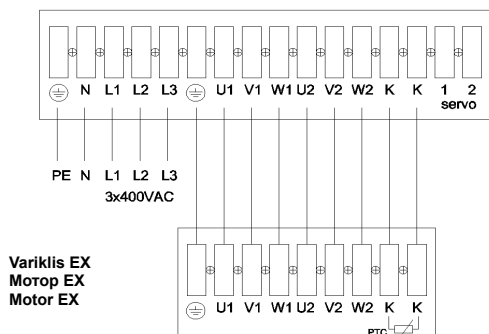 N L1 L2 L3 U1 V1 W1 U2 V2 W2 K K 1 2
servo
PE N L1 L2 L3
3x400VAC
Variklis EX
Мотор EX
Motor EX
U1 V1 W1 U2 V2 W2 K K
PTC